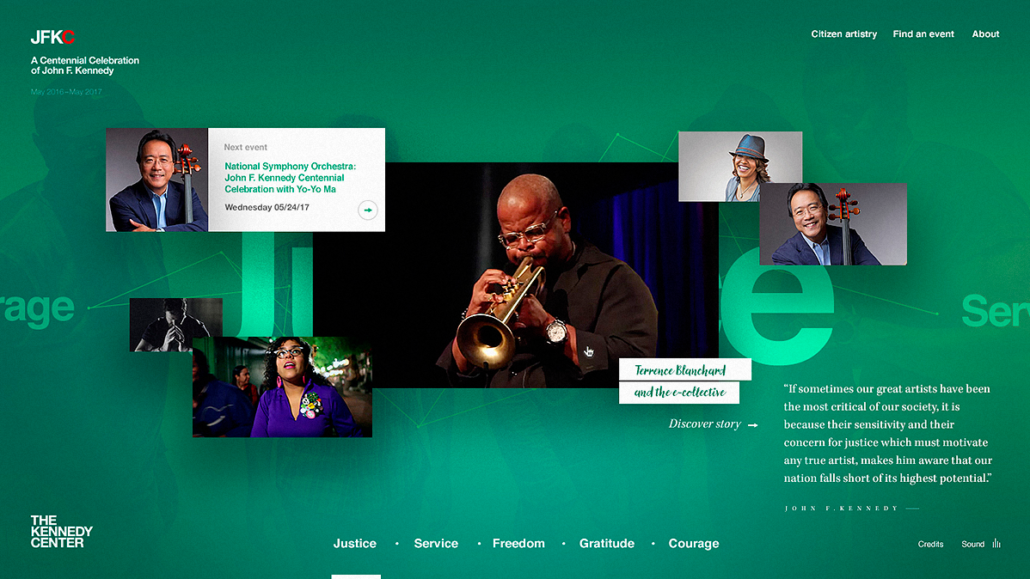 JFKC
Citizen artistry
Find an event
About
A Centennial Celebration
of John F. Kennedy
May 2016–May 2017
Next event
National Symphony Orchestra:
John F. Kennedy Centennial
Celebration with Yo-Yo Ma
Wednesday 05/24/17
rage
Ju
e
Ser
Terrence Blanchard
and the e-collective
Discover story
"If sometimes our great artists have been
the most critical of our society, it is
because their sensitivity and their
concern for justice which must motivate
any true artist, makes him aware that our
nation falls short of its highest potential."
JOHN F.KENNEDY
THE
KENNEDY
CENTER
Justice • Service • Freedom • Gratitude • Courage
Credits
Sound